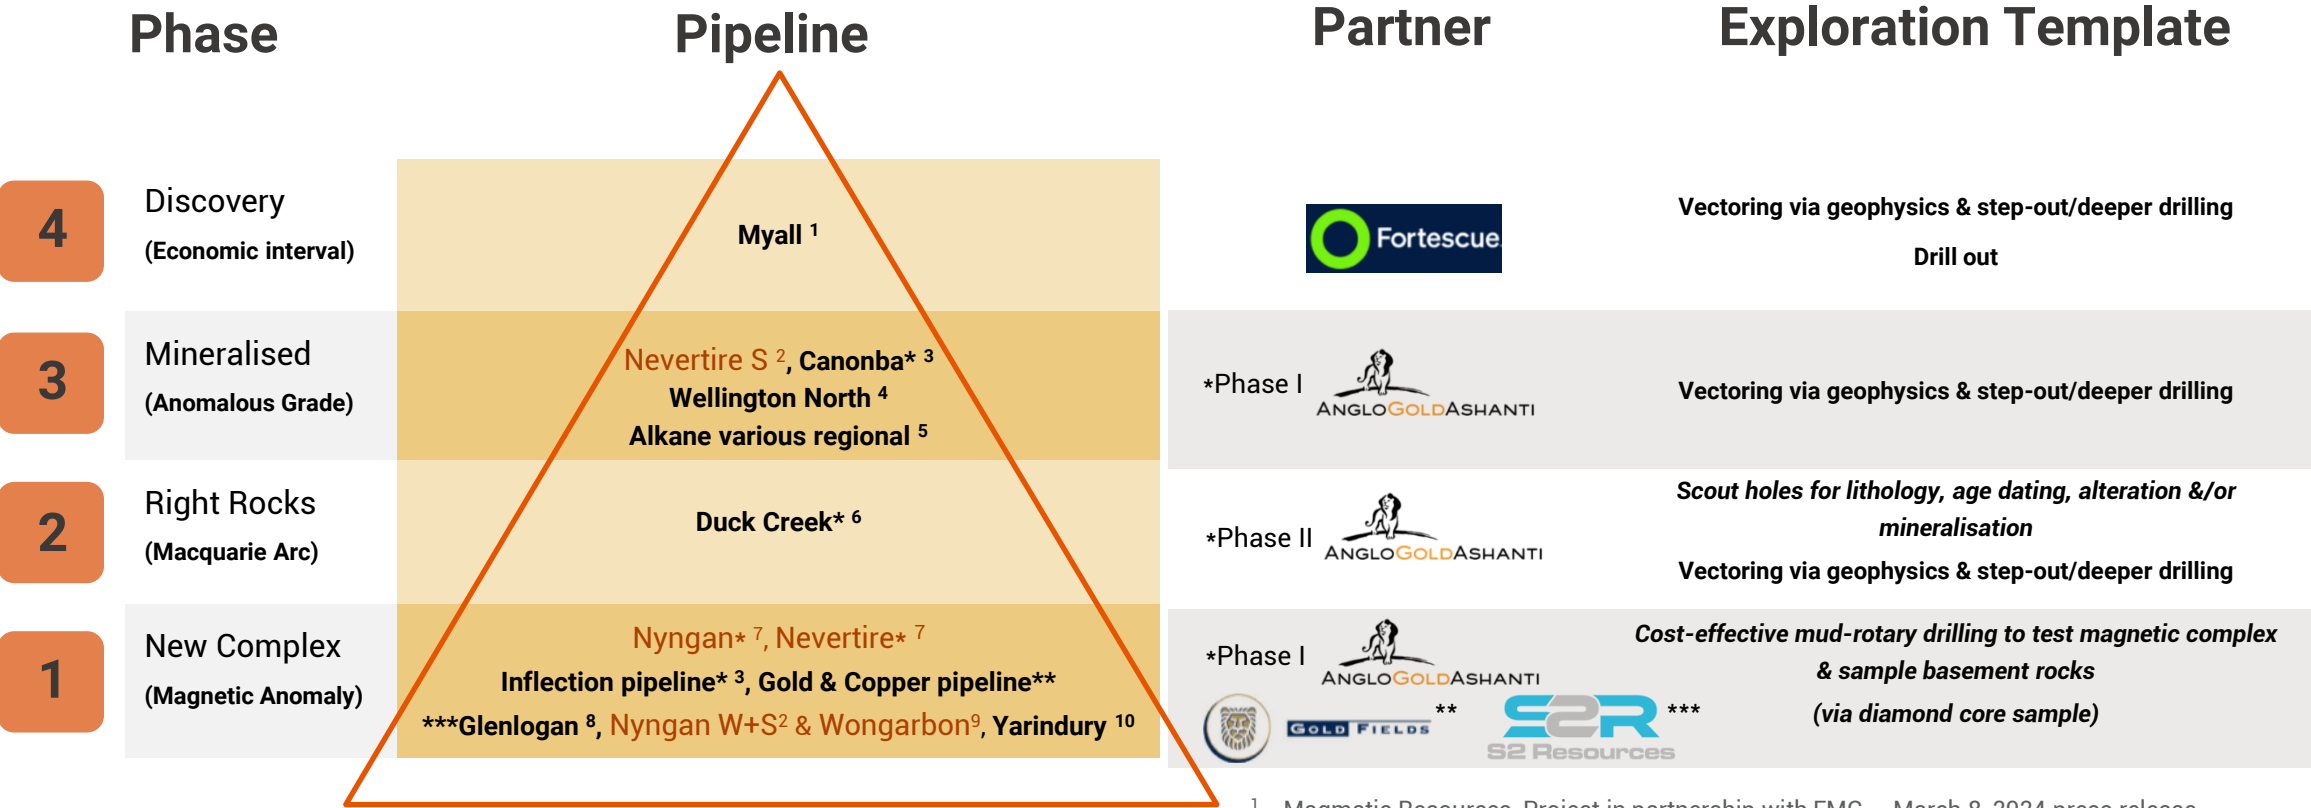 Phase Pipeline Partner Exploration Template
4
Discovery
(Economic interval)
Myall ¹
Fortescue
Vectoring via geophysics & step-out/deeper drilling
Drill out
3
Mineralised
(Anomalous Grade)
Nevertire S ², Canonba* ³
Wellington North ⁴
Alkane various regional ⁵
*Phase I
ANGLOGOLDASHANTI
Vectoring via geophysics & step-out/deeper drilling
2
Right Rocks
(Macquarie Arc)
Duck Creek* ⁶
*Phase II
ANGLOGOLDASHANTI
Scout holes for lithology, age dating, alteration &/or
mineralisation
Vectoring via geophysics & step-out/deeper drilling
1
New Complex
(Magnetic Anomaly)
Nyngan* ⁷, Nevertire* ⁷
Inflection pipeline* ³, Gold & Copper pipeline**
***Glenlogan ⁸, Nyngan W+S² & Wongarbon⁹, Yarindury ¹⁰
*Phase I
ANGLOGOLDASHANTI
GOLD FIELDS
**
S2R
S2 Resources
***
Cost-effective mud-rotary drilling to test magnetic complex
& sample basement rocks
(via diamond core sample)